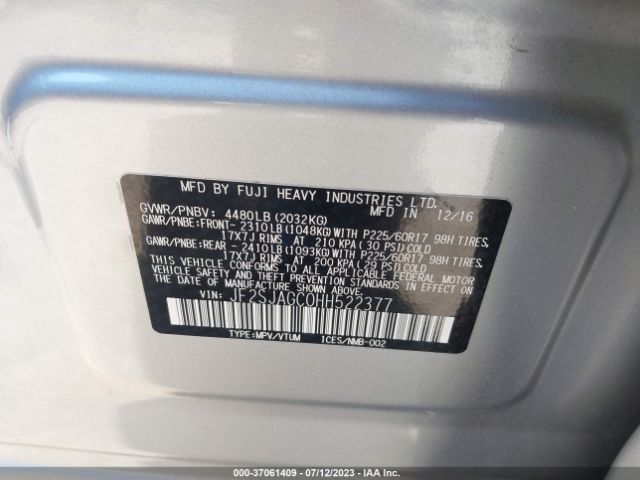 MFD BY FUJI HEAVY INDUSTRIES LTD.
GVWR/PNBV: 4480LB (2032KG) MFD IN 12/16
GAWR/PNBE:FRONT- 2310LB (1048KG) WITH P225/60R17 98H TIRES,
17X7J RIMS AT 210 KPA ( 30 PSI) COLD.
GAWR/PNBE:REAR - 2410LB (1093KG) WITH P225/60R17 98H TIRES,
17X7J RIMS AT 200 KPA (29 PSI) COLD.
THIS VEHICLE CONFORMS TO ALL APPLICABLE FEDERAL MOTOR
VEHICLE SAFETY, BUMPER, AND THEFT PREVENTION STANDARDS IN EFFECT ON
THE DATE OF MANUFACTURE SHOWN ABOVE.
VIN: JF2SJAGC0HH522377
TYPE:MPV/VTUM ICES/NMB-002
000-37061409 - 07/12/2023 - IAA Inc.